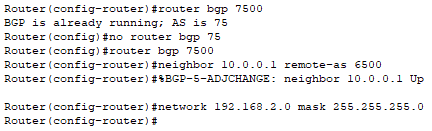 Router(config-router)#router bgp 7500
BGP is already running; AS is 75
Router(config)#no router bgp 75
Router(config)#router bgp 7500
Router(config-router)#neighbor 10.0.0.1 remote-as 6500
Router(config-router)#%BGP-5-ADJCHANGE: neighbor 10.0.0.1 Up
Router(config-router)#network 192.168.2.0 mask 255.255.255.0
Router(config-router)#